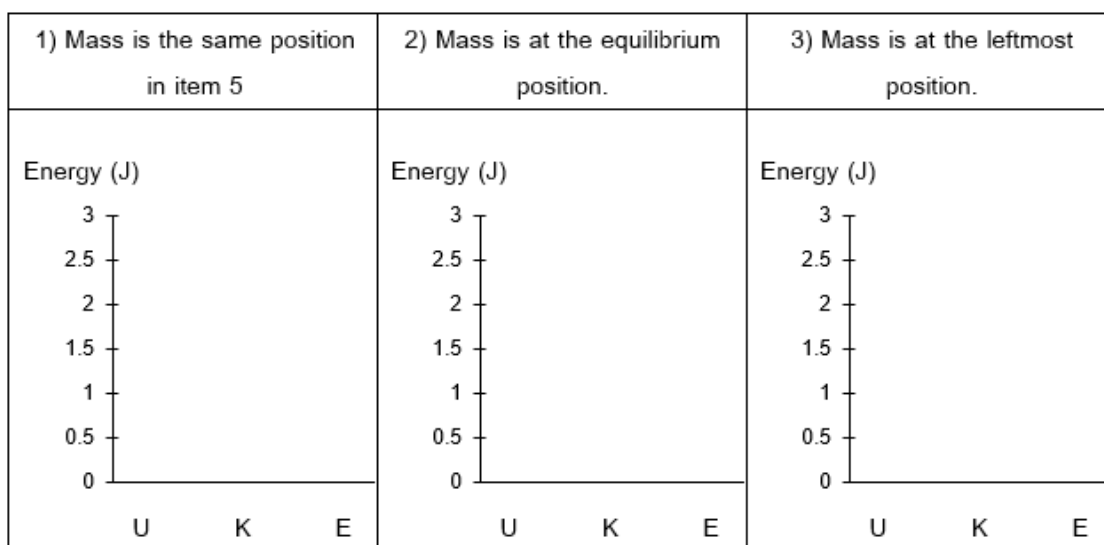 1) Mass is the same position
in item 5
2) Mass is at the equilibrium
position.
3) Mass is at the leftmost
position.
Energy (J)
3
2.5
2
1.5
1
0.5
0
U K E
Energy (J)
3
2.5
2
1.5
1
0.5
0
U K E
Energy (J)
3
2.5
2
1.5
1
0.5
0
U K E